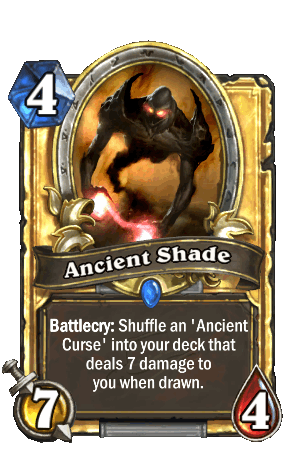 4
Ancient Shade
Battlecry: Shuffle an 'Ancient
Curse' into your deck that
deals 7 damage to
you when drawn.
7
4